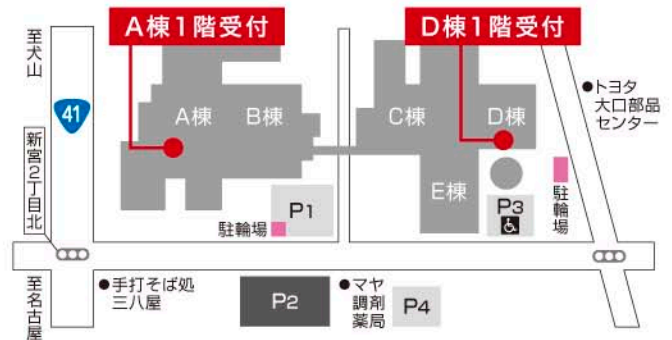 A棟1階受付
D棟1階受付
至犬山
41
新宮2丁目北
至名古屋
A棟
B棟
C棟
D棟
E棟
P1
駐輪場
P3
駐輪場
トヨタ
大口部品
センター
手打そば処
三八屋
P2
マヤ
調剤
薬局
P4